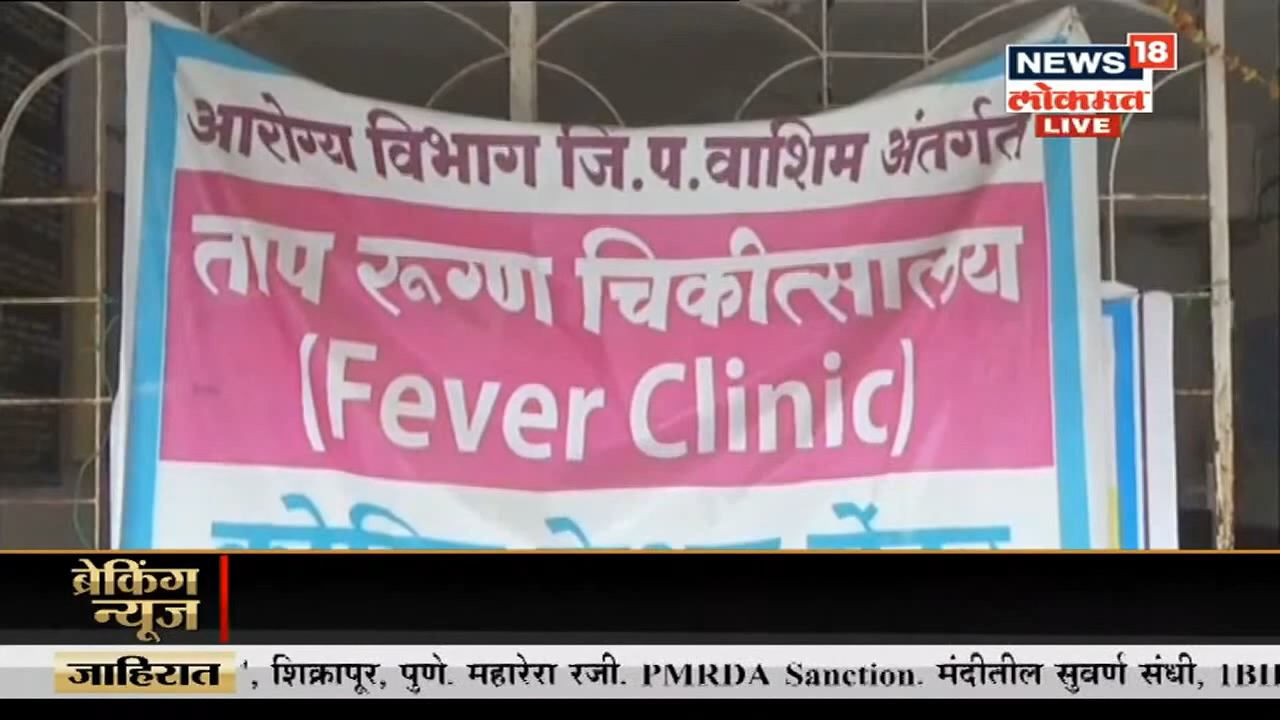 NEWS 18
लोकमत
LIVE
आरोग्य विभाग जि.प.वाशिम अंतर्गत
ताप रूग्ण चिकीत्सालय
(Fever Clinic)
ब्रेकिंग
न्यूज
जाहिरात ', शिक्रापूर, पुणे. महारेरा रजी. PMRDA Sanction. मंदीतील सुवर्ण संधी,